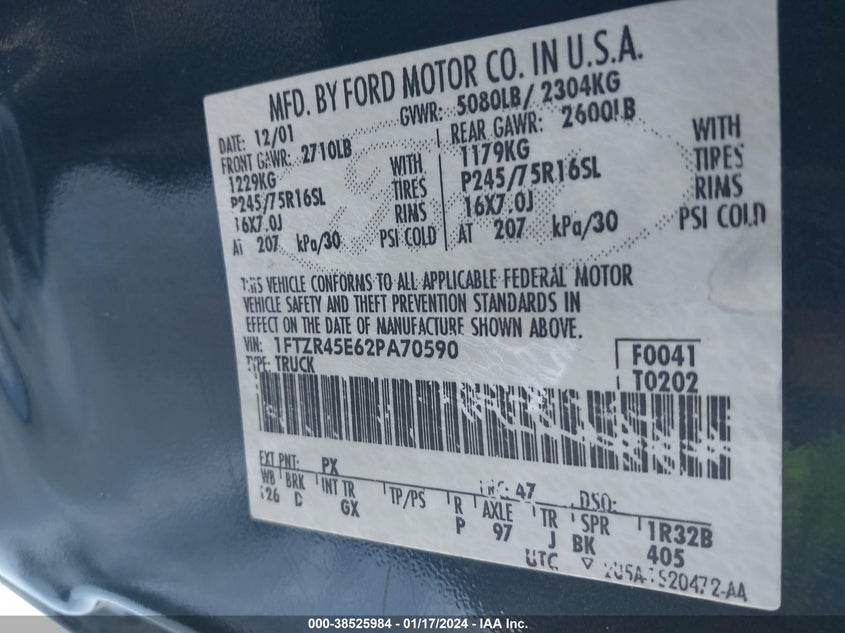 MFD. BY FORD MOTOR CO. IN U.S.A.
DATE: 12/01 GVWR: 5080LB/ 2304KG
FRONT GAWR: 2710LB REAR GAWR: 2600LB
1229KG WITH 1179KG WITH
P245/75R16SL TIRES P245/75R16SL TIRES
16X7.0J RIMS 16X7.0J RIMS
AT 207 kPa/30 PSI COLD AT 207 kPa/30 PSI COLD
THIS VEHICLE CONFORMS TO ALL APPLICABLE FEDERAL MOTOR
VEHICLE SAFETY AND THEFT PREVENTION STANDARDS IN
EFFECT ON THE DATE OF MANUFACTURE SHOWN ABOVE.
VIN: 1FTZR45E62PA70590 F0041
TYPE: TRUCK T0202
EXT PNT: PX RC: 47 DSO:
WB BRK INT TR TP/PS R AXLE TR SPR 1R32B
126 D GX P 97 J BK 405
UTC
000-38525984 — 01/17/2024 — IAA Inc.